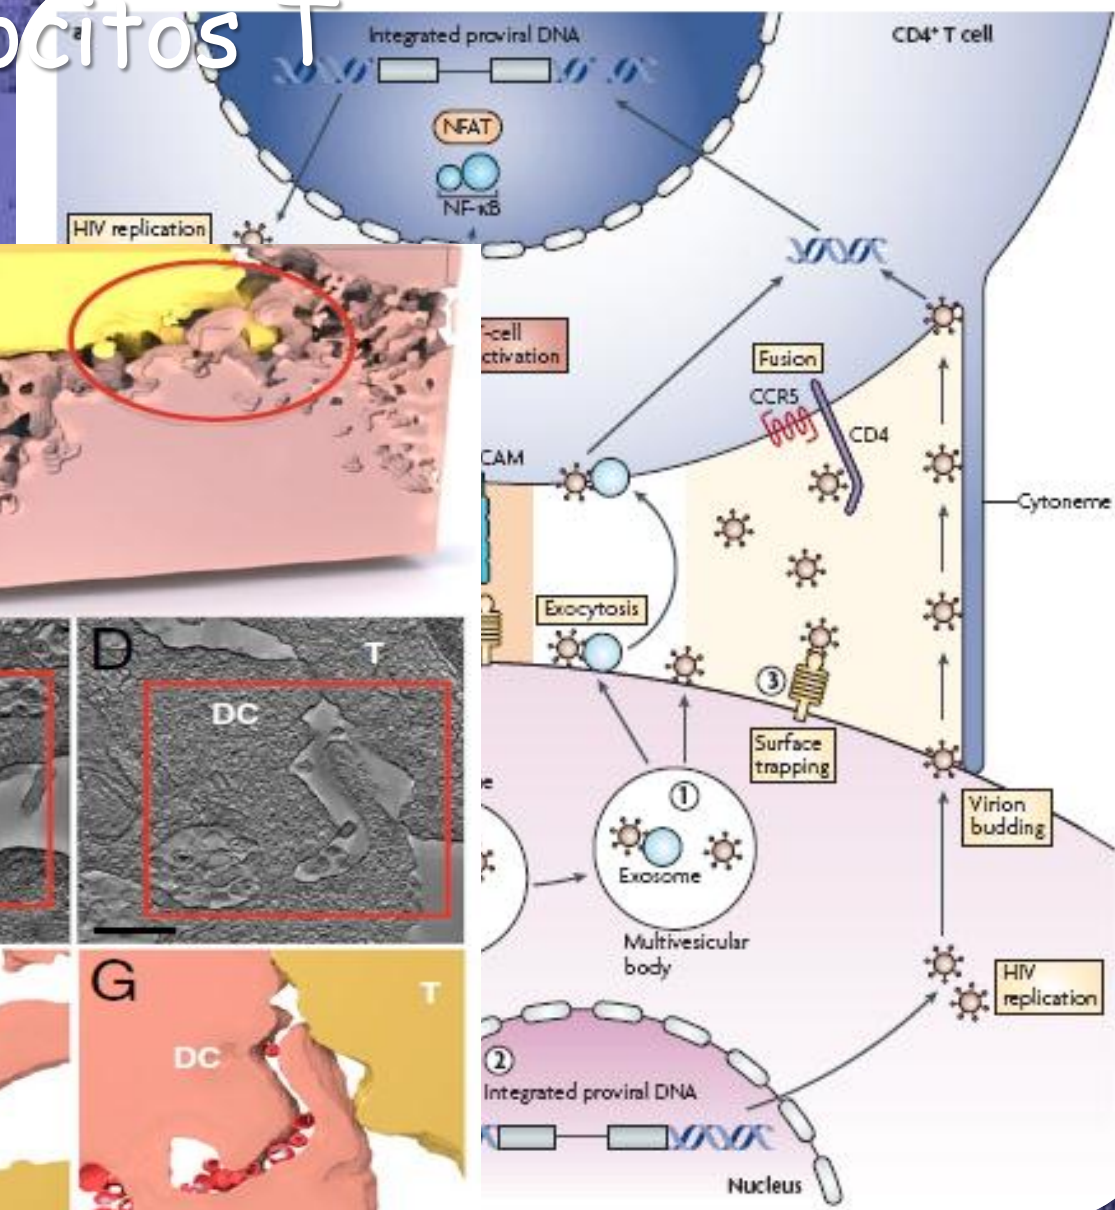 ocitos T
a
Integrated proviral DNA
CD4⁺ T cell
NFAT
NF-κB
HIV replication
-cell
ctivation
Fusion
CCR5
CD4
CAM
Cytoneme
Exocytosis
D
T
DC
3
Surface
trapping
1
Virion
budding
Exosome
Multivesicular
body
G
T
DC
HIV
replication
2
Integrated proviral DNA
Nucleus